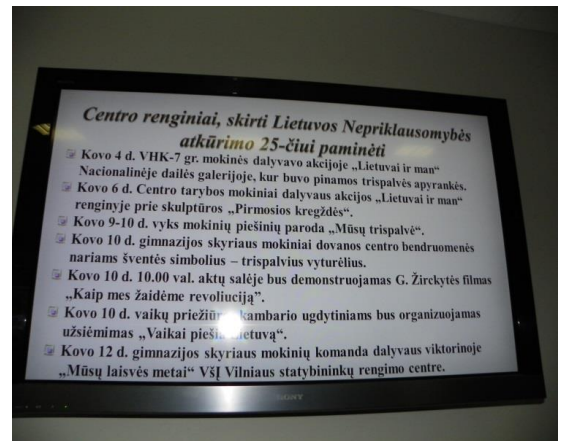 Centro renginiai, skirti Lietuvos Nepriklausomybės
atkūrimo 25-čiui paminėti
Kovo 4 d. VHK-7 gr. mokinės dalyvavo akcijoje „Lietuvai ir man“
Nacionalinėje dailės galerijoje, kur buvo pinamos trispalvės apyrankės.
Kovo 6 d. Centro tarybos mokiniai dalyvaus akcijos „Lietuvai ir man“
renginyje prie skulptūros „Pirmosios kregždės“.
Kovo 9-10 d. vyks mokinių piešinių paroda „Mūsų trispalvė“.
Kovo 10 d. gimnazijos skyriaus mokiniai dovanos centro bendruomenės
nariams šventės simbolius – trispalvius vyturėlius.
Kovo 10 d. 10.00 val. aktų salėje bus demonstruojamas G. Žirckytės filmas
„Kaip mes žaidėme revoliuciją”.
Kovo 10 d. vaikų priežiūros kambario ugdytiniams bus organizuojamas
užsiėmimas „Vaikai piešia Lietuvą“.
Kovo 12 d. gimnazijos skyriaus mokinių komanda dalyvaus viktorinoje
„Mūsų laisvės metai“ VšĮ Vilniaus statybininkų rengimo centre.
SONY